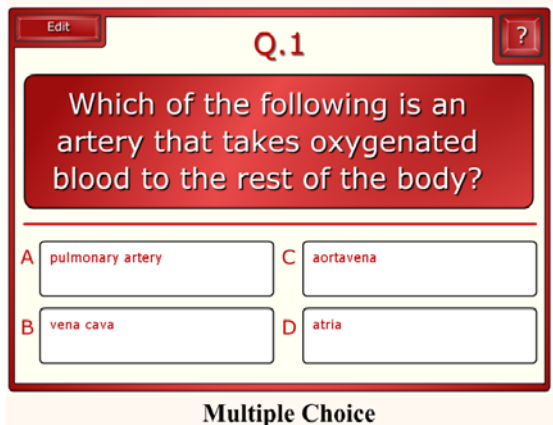 Edit
Q.1
?
Which of the following is an
artery that takes oxygenated
blood to the rest of the body?
A pulmonary artery
C aortavena
B vena cava
D atria
Multiple Choice